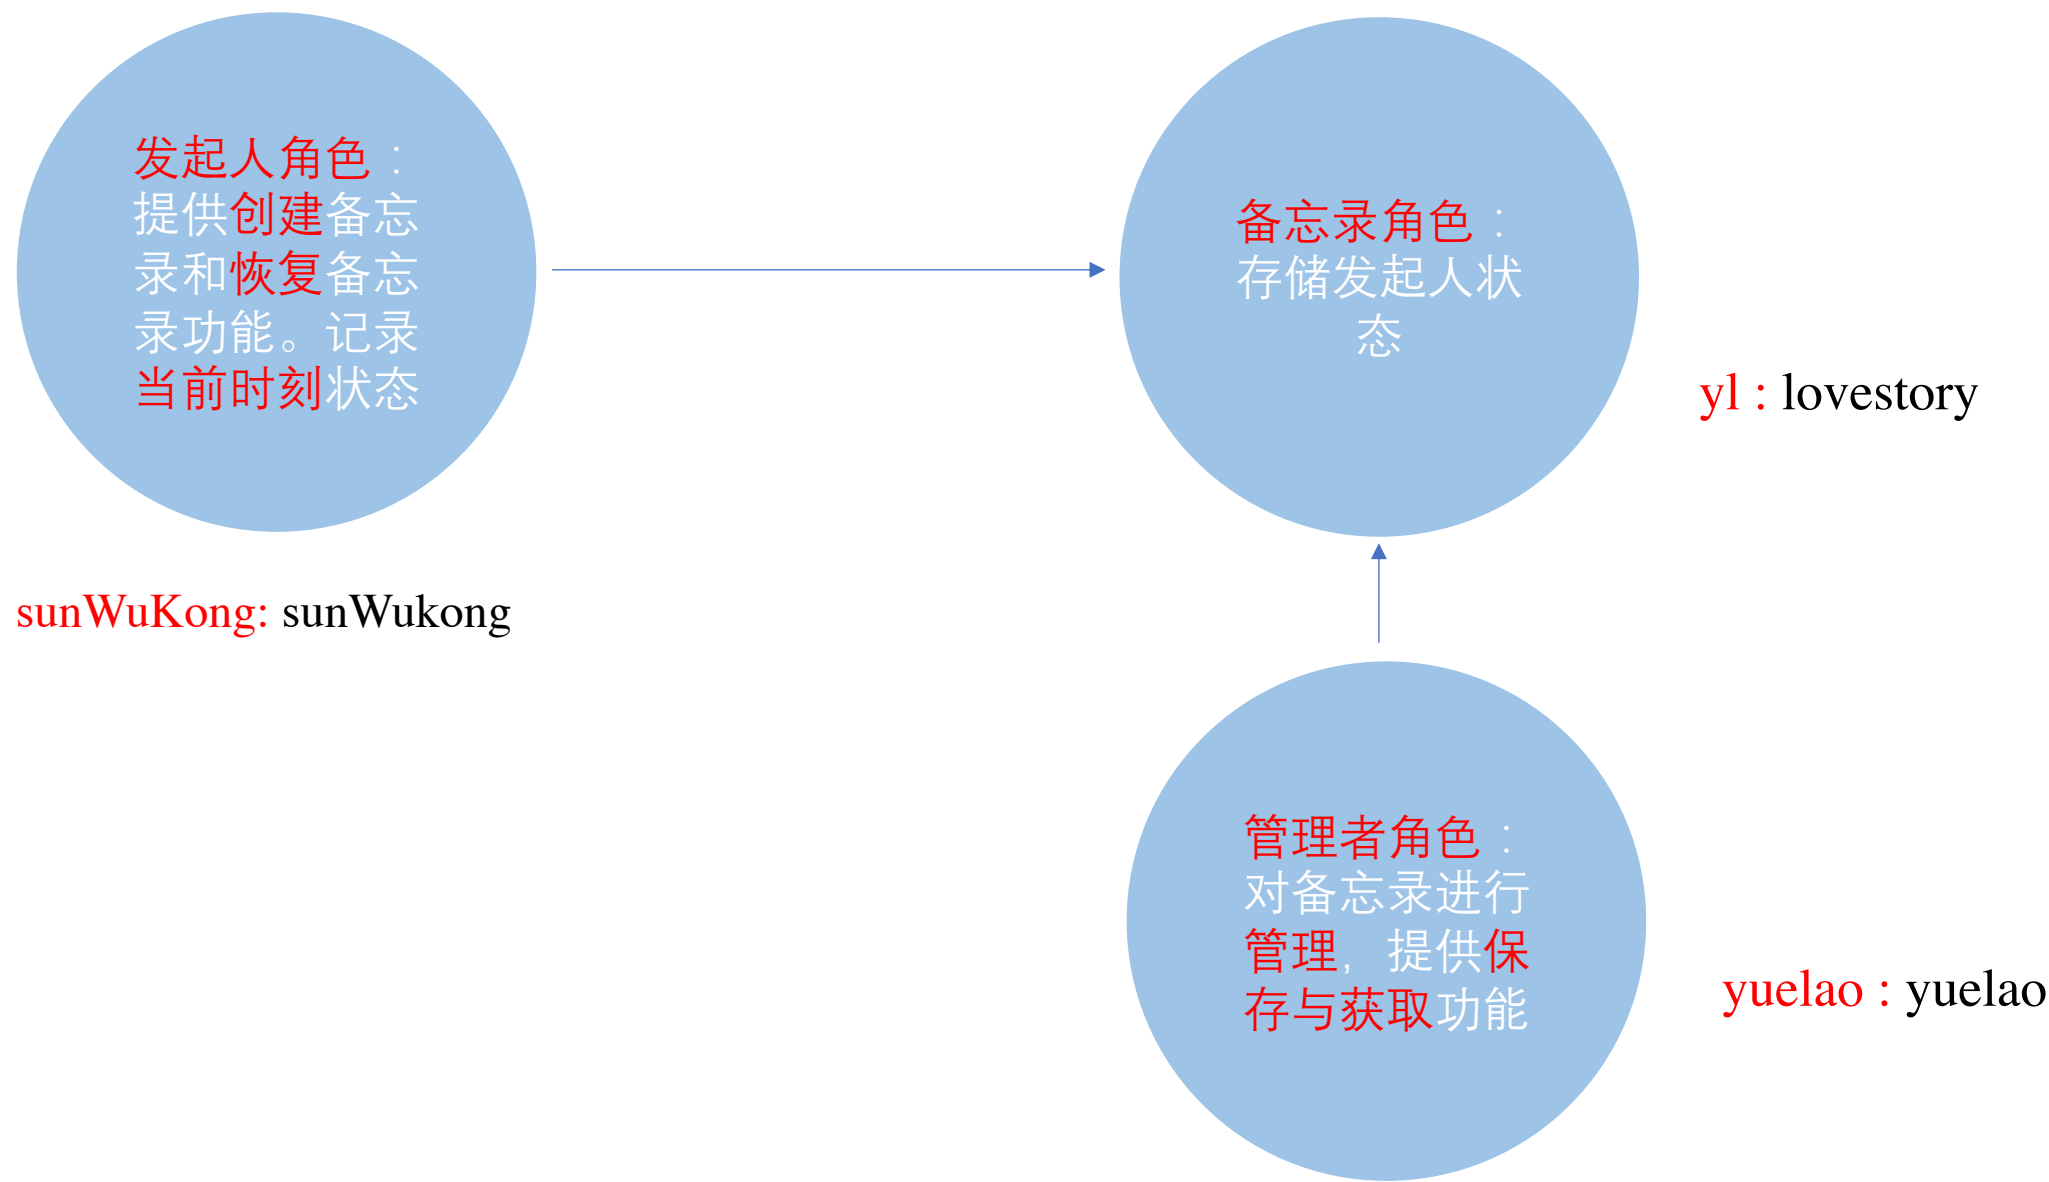 发起人角色：
提供创建备忘
录和恢复备忘
录功能。记录
当前时刻状态
sunWuKong: sunWukong
备忘录角色：
存储发起人状
态
yl : lovestory
管理者角色：
对备忘录进行
管理，提供保
存与获取功能
yuelao : yuelao